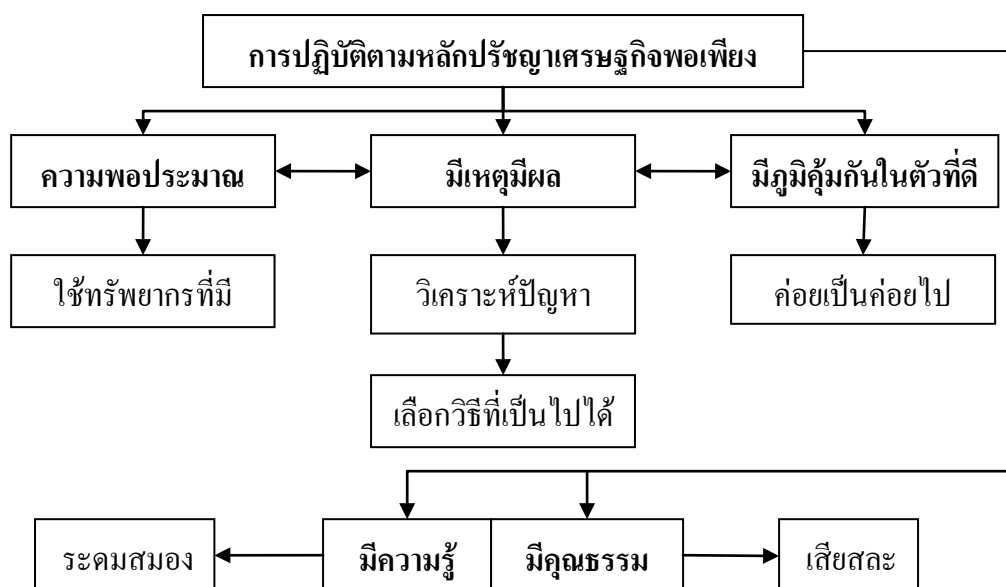 การปฏิบัติตามหลักปรัชญาเศรษฐกิจพอเพียง
ความพอประมาณ
มีเหตุมีผล
มีภูมิคุ้มกันในตัวที่ดี
ใช้ทรัพยากรที่มี
วิเคราะห์ปัญหา
ค่อยเป็นค่อยไป
เลือกวิธีที่เป็นไปได้
ระดมสมอง
มีความรู้
มีคุณธรรม
เสียสละ